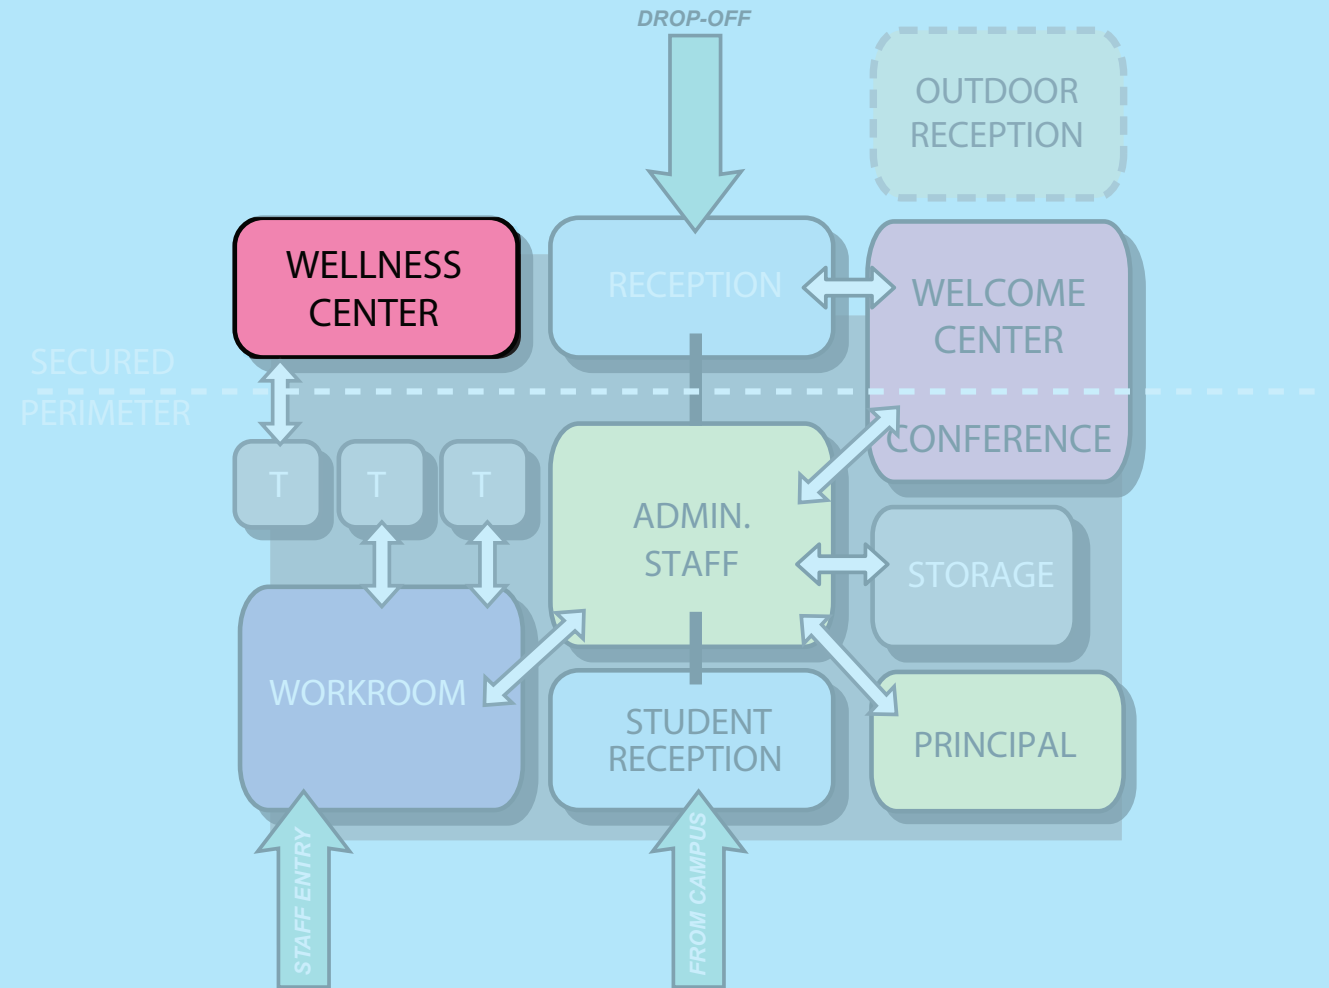 DROP-OFF
OUTDOOR
RECEPTION
WELLNESS
CENTER
RECEPTION
WELCOME
CENTER
SECURED
PERIMETER
CONFERENCE
T
T
T
ADMIN.
STAFF
STORAGE
WORKROOM
STUDENT
RECEPTION
PRINCIPAL
STAFF ENTRY
FROM CAMPUS